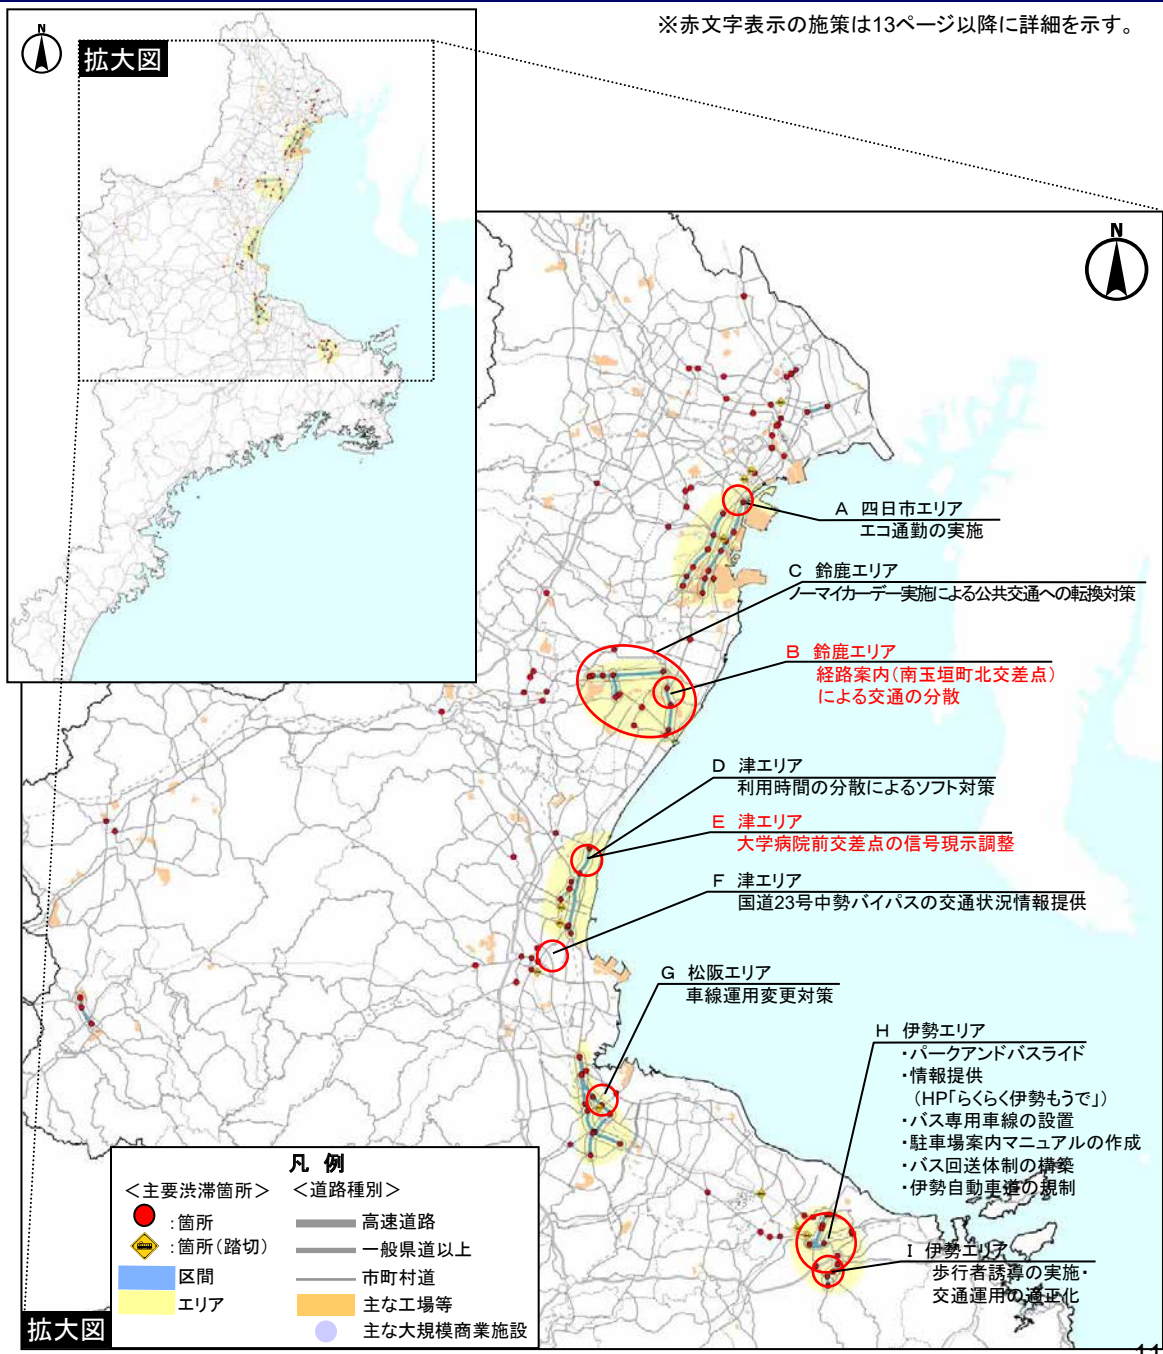 ※赤文字表示の施策は13ページ以降に詳細を示す。
N
拡大図
N
A 四日市エリア
エコ通勤の実施
C 鈴鹿エリア
ノーマイカーデー実施による公共交通への転換対策
B 鈴鹿エリア
経路案内(南玉垣町北交差点)
による交通の分散
D 津エリア
利用時間の分散によるソフト対策
E 津エリア
大学病院前交差点の信号現示調整
F 津エリア
国道23号中勢バイパスの交通状況情報提供
G 松阪エリア
車線運用変更対策
H 伊勢エリア
・パークアンドバスライド
・情報提供
(HP「らくらく伊勢もうで」)
・バス専用車線の設置
・駐車場案内マニュアルの作成
・バス回送体制の構築
・伊勢自動車道の規制
I 伊勢エリア
歩行者誘導の実施・
交通運用の適正化
凡 例
＜主要渋滞箇所＞ ＜道路種別＞
:箇所 高速道路
:箇所(踏切) 一般県道以上
区間 市町村道
エリア 主な工場等
主な大規模商業施設
拡大図
11